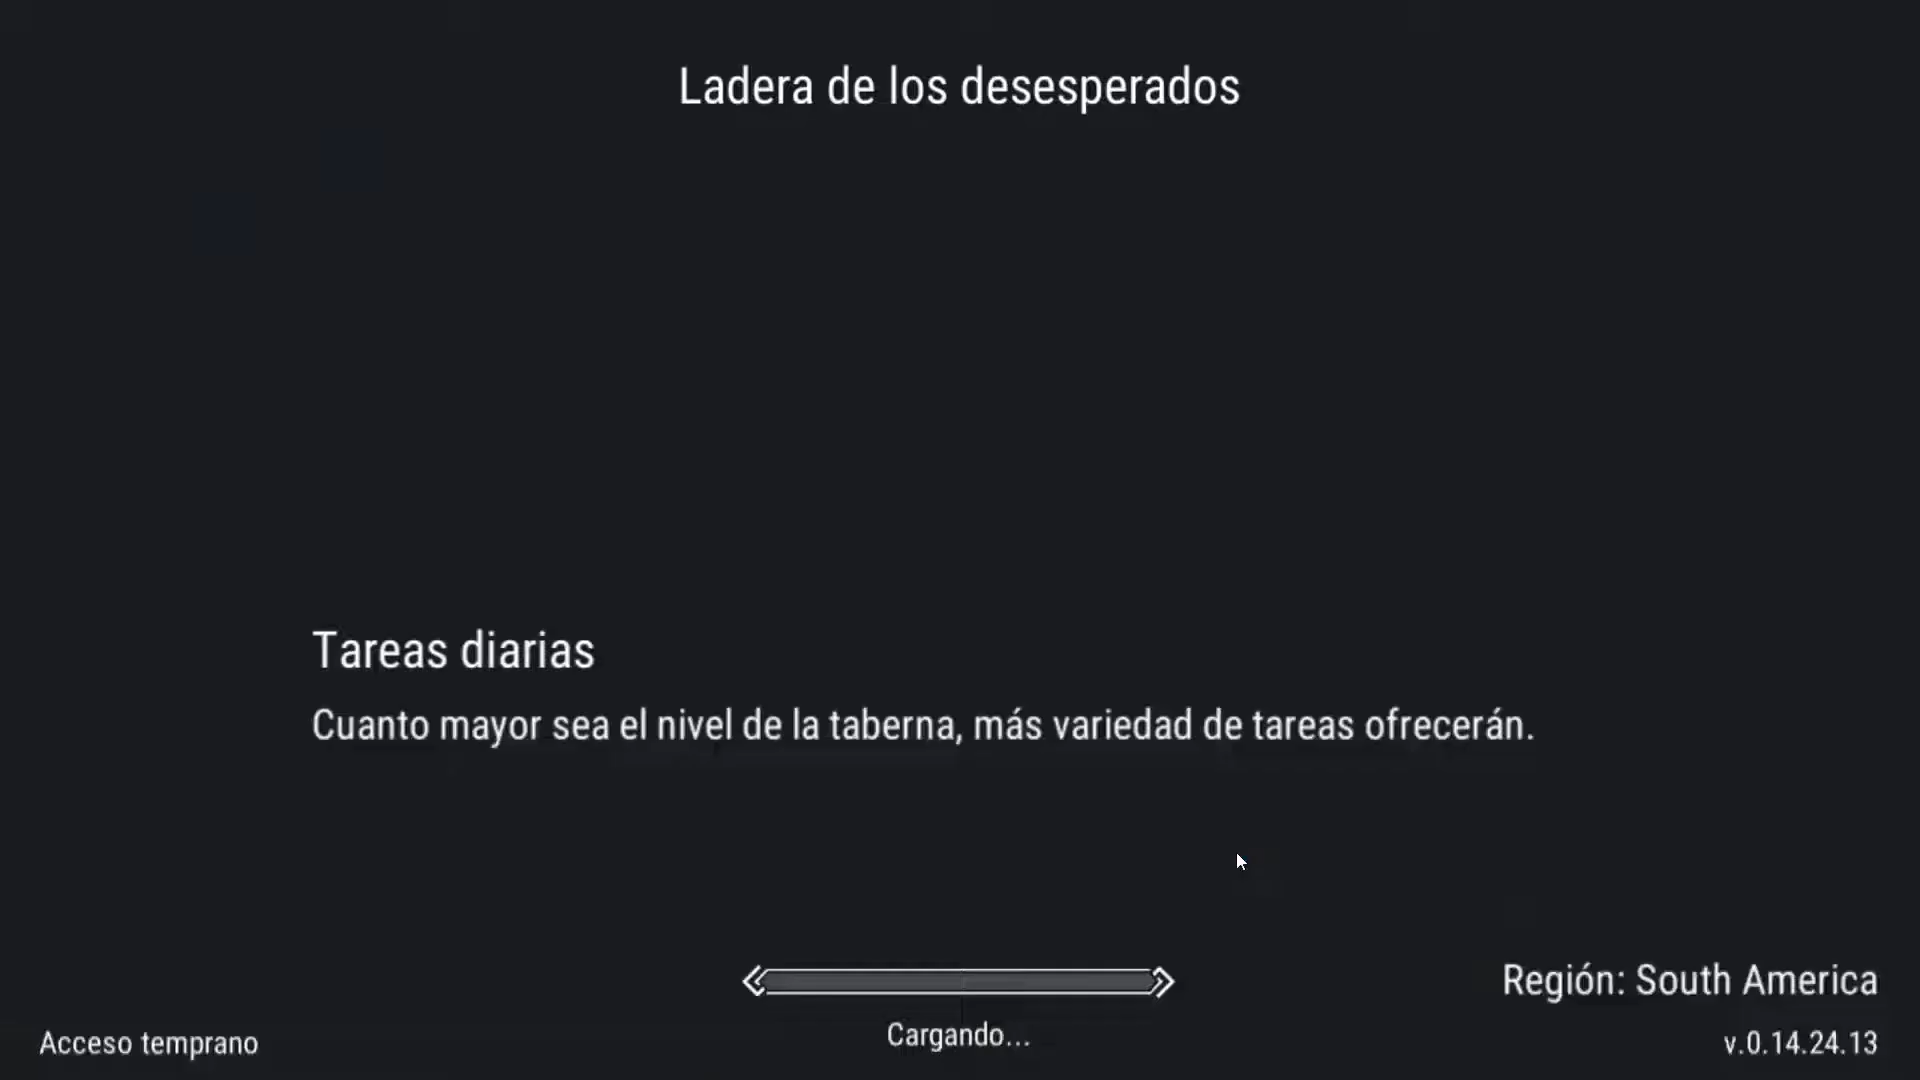 Ladera de los desesperados
Tareas diarias
Cuanto mayor sea el nivel de la taberna, más variedad de tareas ofrecerán.
Región: South America
Cargando...
Acceso temprano
v.0.14.24.13